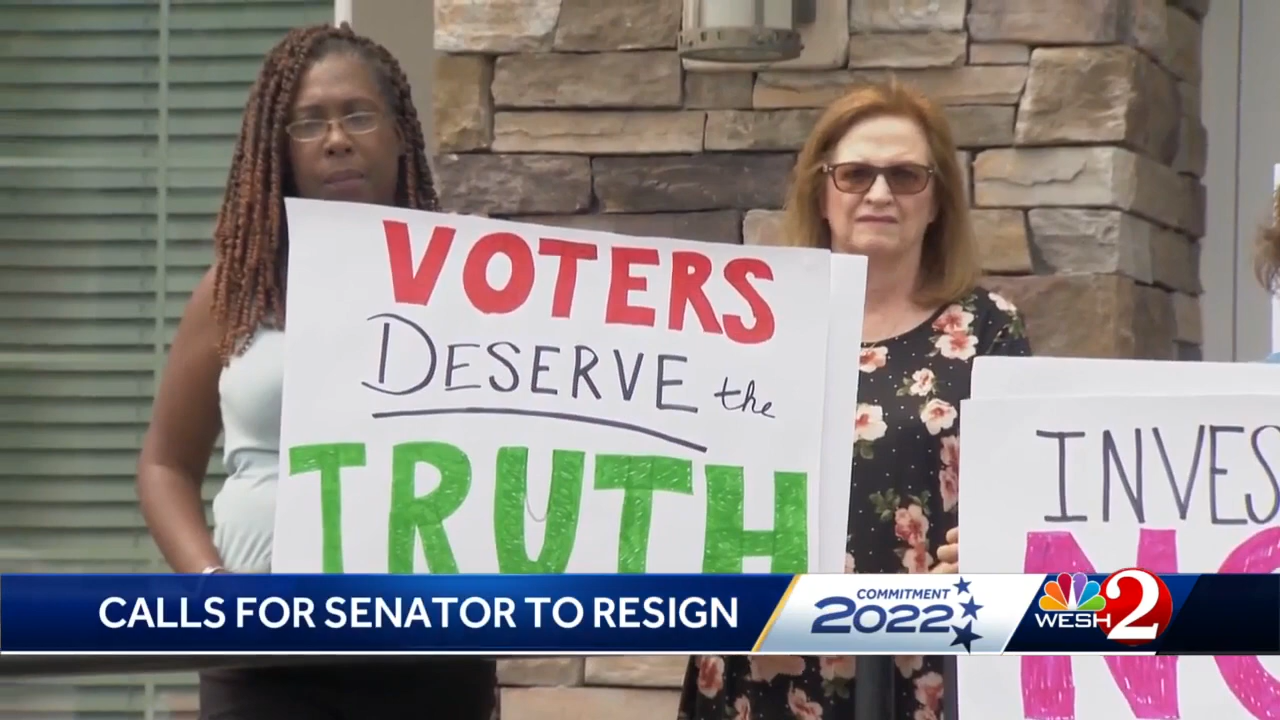 VOTERS
DESERVE the
TRUTH
INVES
CALLS FOR SENATOR TO RESIGN
COMMITMENT
2022
WESH 2